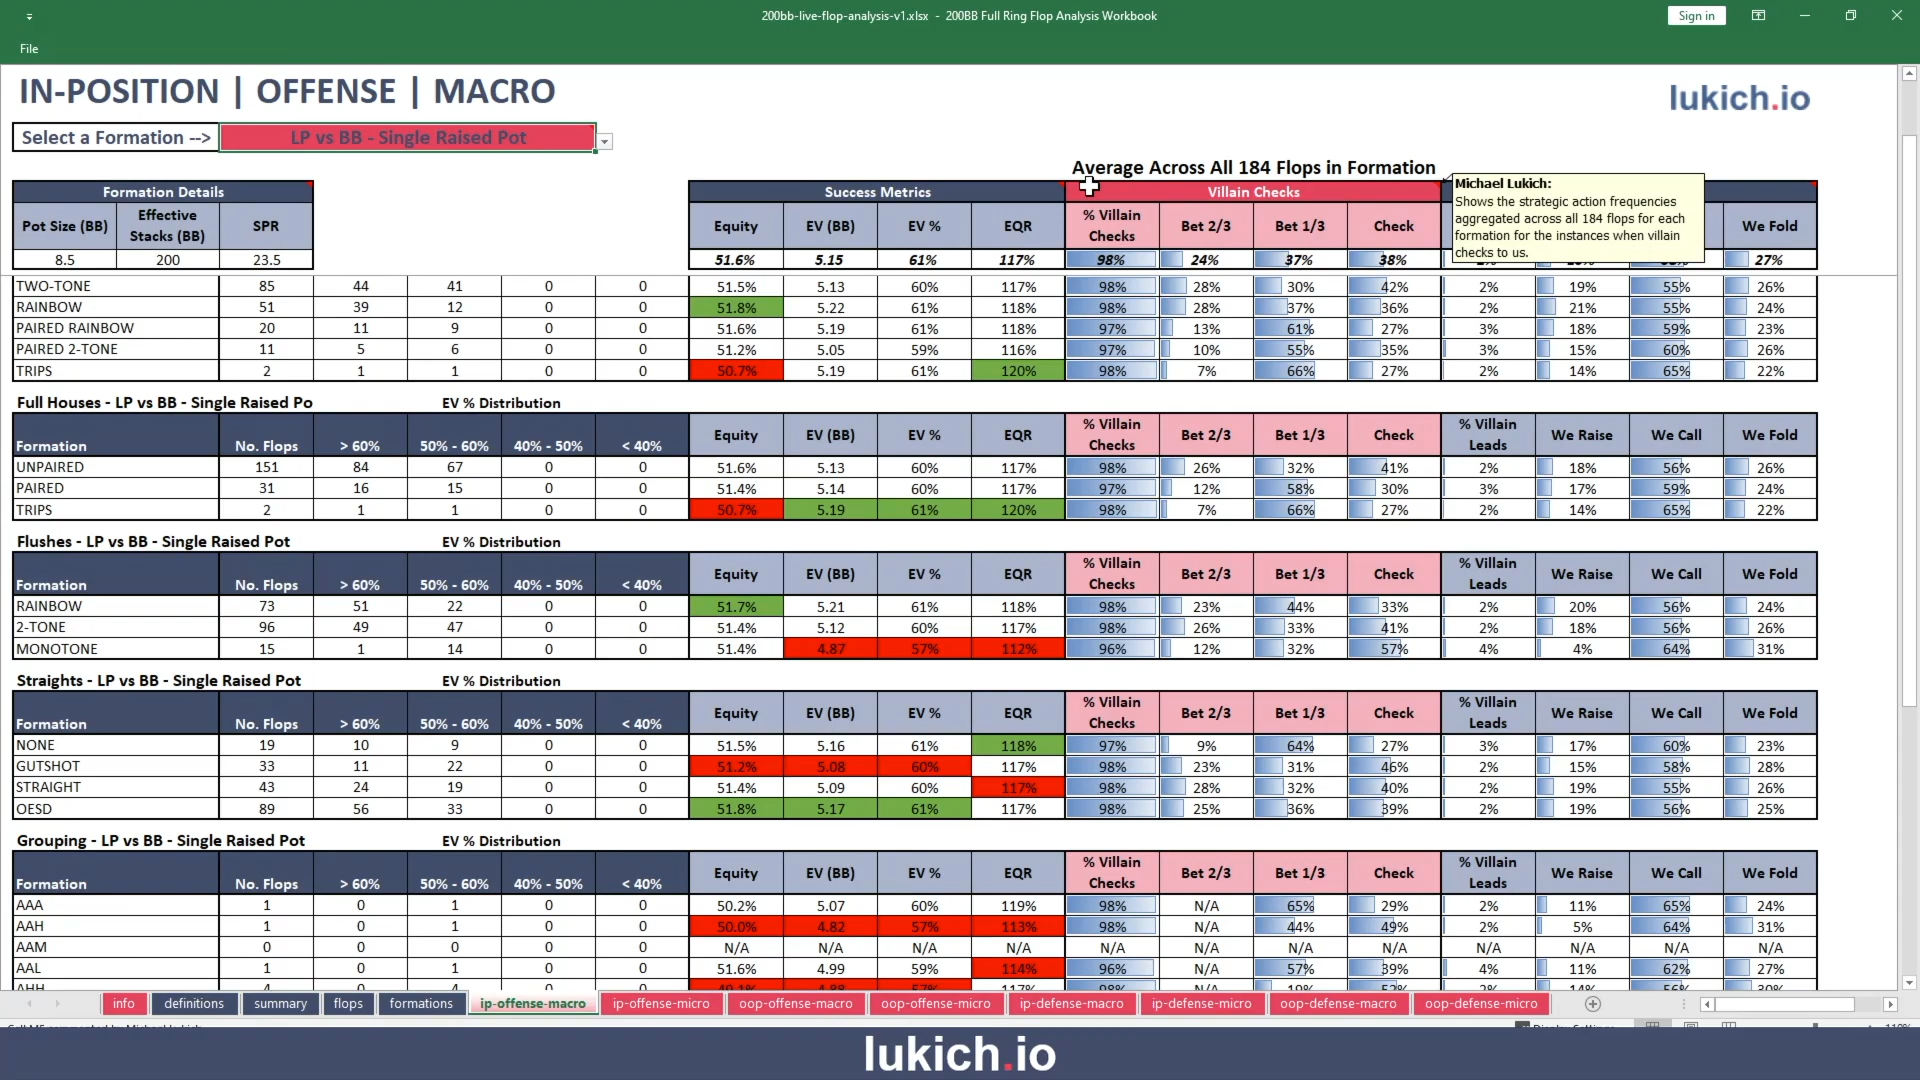 200bb-live-flop-analysis-v1.xlsx - 200BB Full Ring Flop Analysis Workbook
Sign in
File
IN-POSITION | OFFENSE | MACRO
lukich.io
Select a Formation --> LP vs BB - Single Raised Pot
Average Across All 184 Flops in Formation
Formation Details Success Metrics Villain Checks
Michael Lukich:
Shows the strategic action frequencies
aggregated across all 184 flops for each
formation for the instances when villain
checks to us.
Pot Size (BB) Effective Stacks (BB) SPR Equity EV (BB) EV % EQR % Villain Checks Bet 2/3 Bet 1/3 Check We Fold
8.5 200 23.5 51.6% 5.15 61% 117% 98% 24% 37% 38% 27%
TWO-TONE 85 44 41 0 0 51.5% 5.13 60% 117% 98% 28% 30% 42% 2% 19% 55% 26%
RAINBOW 51 39 12 0 0 51.8% 5.22 61% 118% 98% 28% 37% 36% 2% 21% 55% 24%
PAIRED RAINBOW 20 11 9 0 0 51.6% 5.19 61% 118% 97% 13% 61% 27% 3% 18% 59% 23%
PAIRED 2-TONE 11 5 6 0 0 51.2% 5.05 59% 116% 97% 10% 55% 35% 3% 15% 60% 26%
TRIPS 2 1 1 0 0 50.7% 5.19 61% 120% 98% 7% 66% 27% 2% 14% 65% 22%
Full Houses - LP vs BB - Single Raised Po EV % Distribution
Formation No. Flops > 60% 50% - 60% 40% - 50% < 40% Equity EV (BB) EV % EQR % Villain Checks Bet 2/3 Bet 1/3 Check % Villain Leads We Raise We Call We Fold
UNPAIRED 151 84 67 0 0 51.6% 5.13 60% 117% 98% 26% 32% 41% 2% 18% 56% 26%
PAIRED 31 16 15 0 0 51.4% 5.14 60% 117% 97% 12% 58% 30% 3% 17% 59% 24%
TRIPS 2 1 1 0 0 50.7% 5.19 61% 120% 98% 7% 66% 27% 2% 14% 65% 22%
Flushes - LP vs BB - Single Raised Pot EV % Distribution
Formation No. Flops > 60% 50% - 60% 40% - 50% < 40% Equity EV (BB) EV % EQR % Villain Checks Bet 2/3 Bet 1/3 Check % Villain Leads We Raise We Call We Fold
RAINBOW 73 51 22 0 0 51.7% 5.21 61% 118% 98% 23% 44% 33% 2% 20% 56% 24%
2-TONE 96 49 47 0 0 51.4% 5.12 60% 117% 98% 26% 33% 41% 2% 18% 56% 26%
MONOTONE 15 1 14 0 0 51.4% 4.87 57% 112% 96% 12% 32% 57% 4% 4% 64% 31%
Straights - LP vs BB - Single Raised Pot EV % Distribution
Formation No. Flops > 60% 50% - 60% 40% - 50% < 40% Equity EV (BB) EV % EQR % Villain Checks Bet 2/3 Bet 1/3 Check % Villain Leads We Raise We Call We Fold
NONE 19 10 9 0 0 51.5% 5.16 61% 118% 97% 9% 64% 27% 3% 17% 60% 23%
GUTSHOT 33 11 22 0 0 51.2% 5.08 60% 117% 98% 23% 31% 46% 2% 15% 58% 28%
STRAIGHT 43 24 19 0 0 51.4% 5.09 60% 117% 98% 28% 32% 40% 2% 19% 55% 26%
OESD 89 56 33 0 0 51.8% 5.17 61% 117% 98% 25% 36% 39% 2% 19% 56% 25%
Grouping - LP vs BB - Single Raised Pot EV % Distribution
Formation No. Flops > 60% 50% - 60% 40% - 50% < 40% Equity EV (BB) EV % EQR % Villain Checks Bet 2/3 Bet 1/3 Check % Villain Leads We Raise We Call We Fold
AAA 1 0 1 0 0 50.2% 5.07 60% 119% 98% N/A 65% 29% 2% 11% 65% 24%
AAH 1 0 1 0 0 50.0% 4.82 57% 113% 98% N/A 44% 49% 2% 5% 64% 31%
AAM 0 0 0 0 0 N/A N/A N/A N/A N/A N/A N/A N/A N/A N/A N/A N/A
AAL 1 0 1 0 0 51.6% 4.99 59% 114% 96% N/A 57% 39% 4% 11% 62% 27%
info definitions summary flops formations ip-offense-macro ip-offense-micro oop-offense-macro oop-offense-micro ip-defense-macro ip-defense-micro oop-defense-macro oop-defense-micro
lukich.io